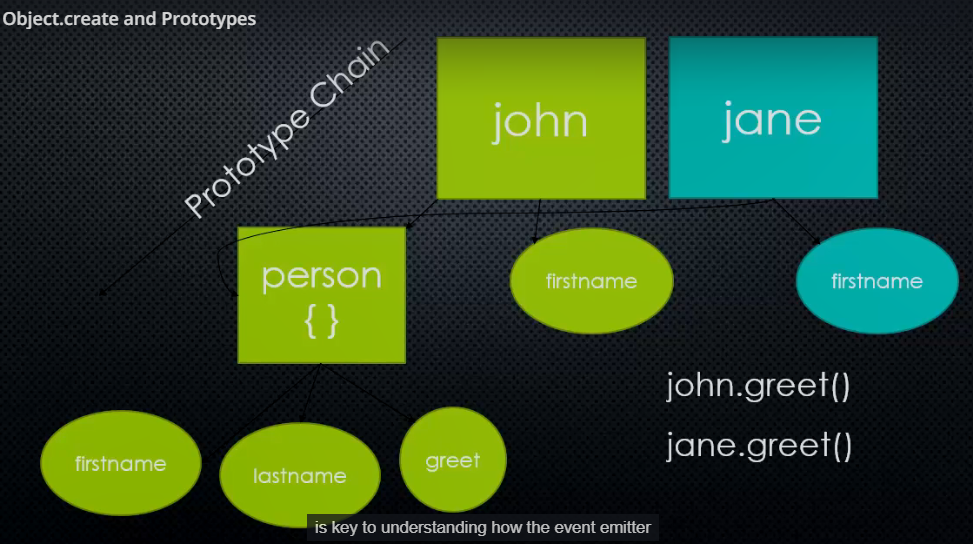 Object.create and Prototypes
Prototype Chain
john
jane
person
{ }
firstname
firstname
john.greet()
jane.greet()
firstname
lastname
greet
is key to understanding how the event emitter